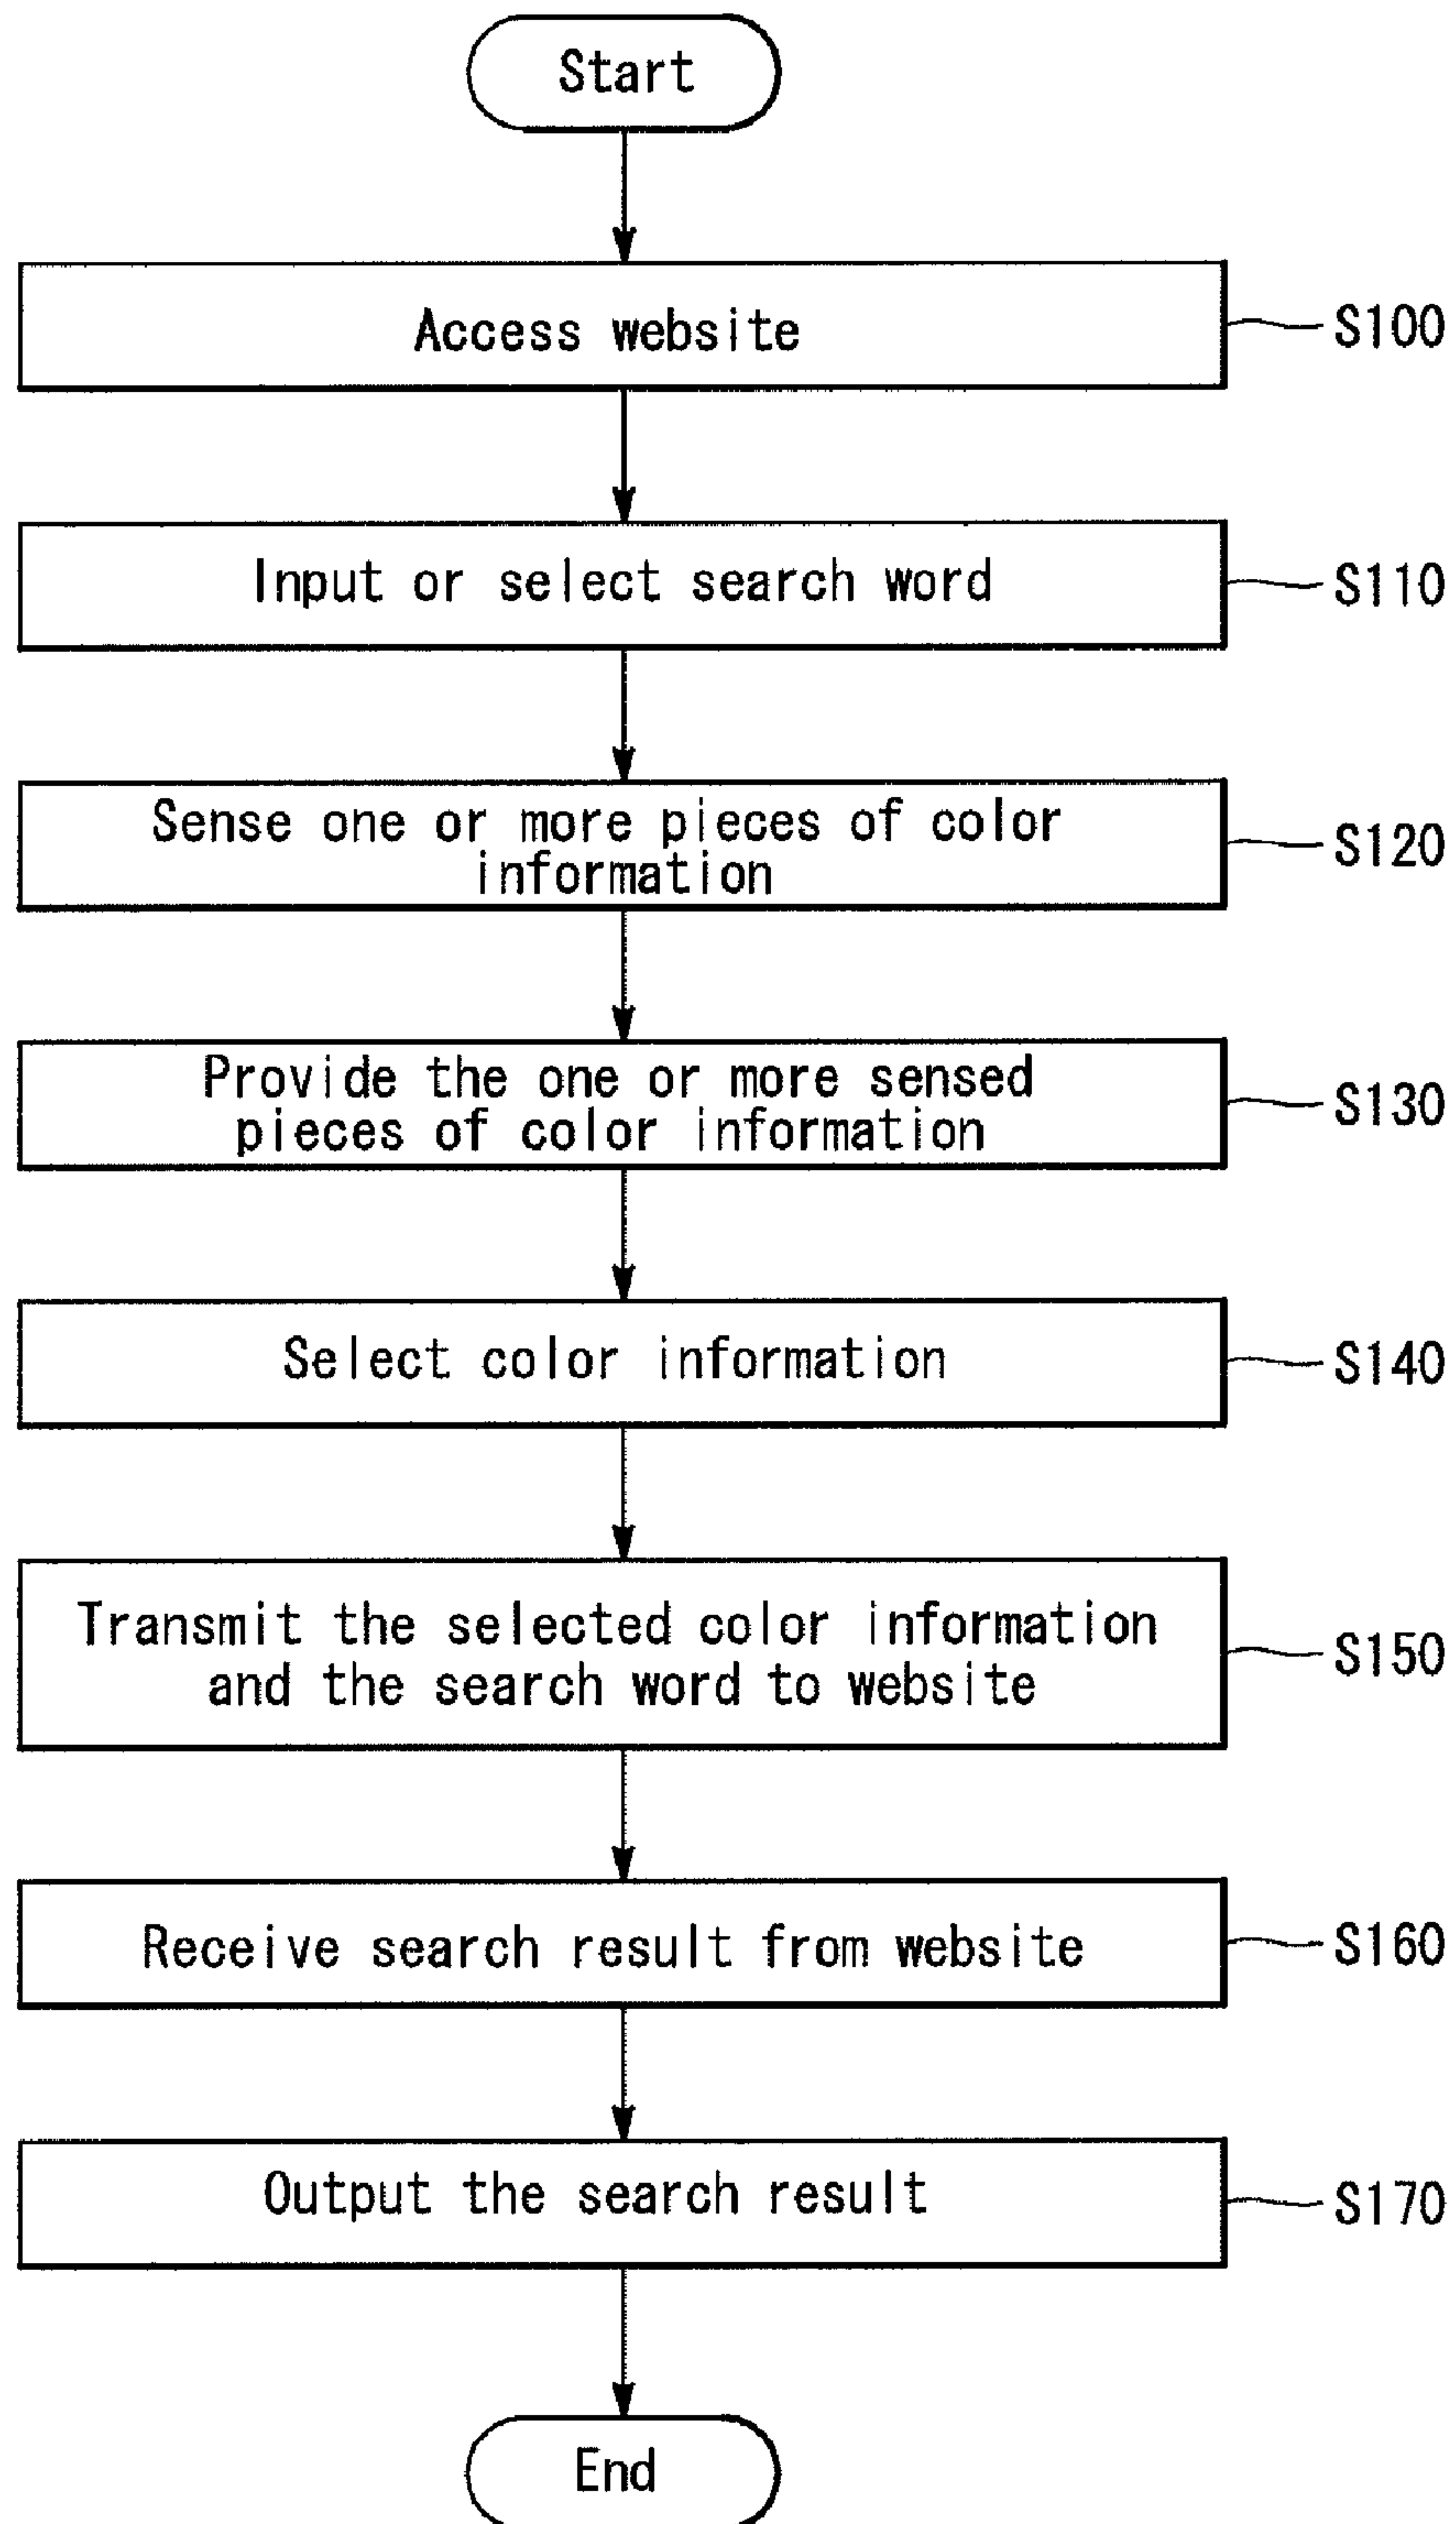 Start
Access website
S100
Input or select search word
S110
Sense one or more pieces of color
information
S120
Provide the one or more sensed
pieces of color information
S130
Select color information
S140
Transmit the selected color information
and the search word to website
S150
Receive search result from website
S160
Output the search result
S170
End